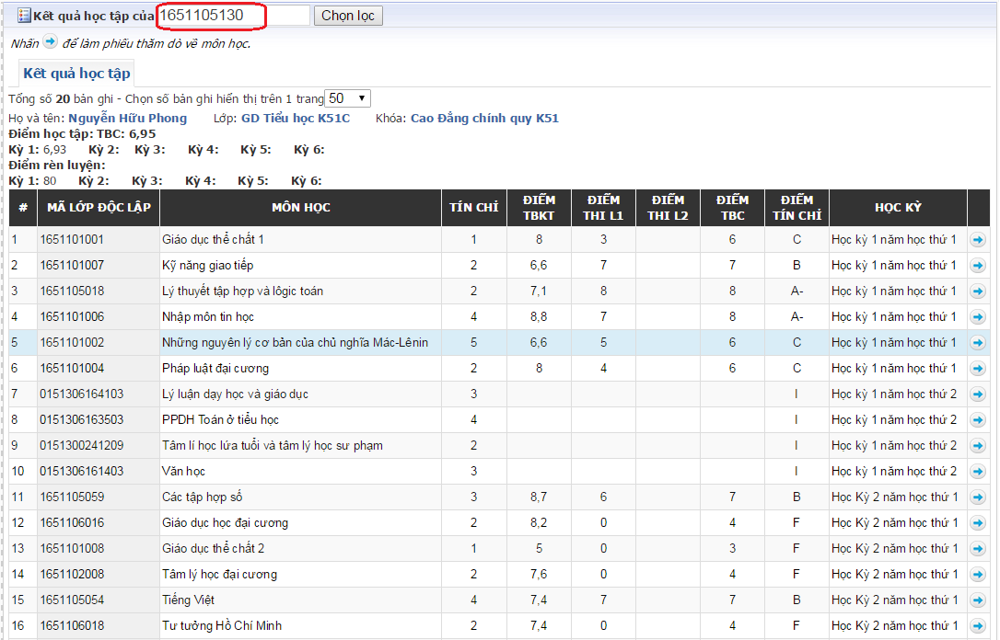 Kết quả học tập của 1651105130 Chọn lọc
Nhấn để làm phiếu thăm dò về môn học.
Kết quả học tập
Tổng số 20 bản ghi - Chọn số bản ghi hiển thị trên 1 trang 50
Họ và tên: Nguyễn Hữu Phong Lớp: GD Tiểu học K51C Khóa: Cao Đẳng chính quy K51
Điểm học tập: TBC: 6,95
Kỳ 1: 6,93 Kỳ 2: Kỳ 3: Kỳ 4: Kỳ 5: Kỳ 6:
Điểm rèn luyện:
Kỳ 1: 80 Kỳ 2: Kỳ 3: Kỳ 4: Kỳ 5: Kỳ 6:
# MÃ LỚP ĐỘC LẬP MÔN HỌC TÍN CHỈ ĐIỂM TBKT ĐIỂM THI L1 ĐIỂM THI L2 ĐIỂM TBC ĐIỂM TÍN CHỈ HỌC KỲ
1 1651101001 Giáo dục thể chất 1 1 8 3 6 C Học kỳ 1 năm học thứ 1
2 1651101007 Kỹ năng giao tiếp 2 6,6 7 7 B Học kỳ 1 năm học thứ 1
3 1651105018 Lý thuyết tập hợp và lôgic toán 2 7,1 8 8 A- Học kỳ 1 năm học thứ 1
4 1651101006 Nhập môn tin học 4 8,8 7 8 A- Học kỳ 1 năm học thứ 1
5 1651101002 Những nguyên lý cơ bản của chủ nghĩa Mác-Lênin 5 6,6 5 6 C Học kỳ 1 năm học thứ 1
6 1651101004 Pháp luật đại cương 2 8 4 6 C Học kỳ 1 năm học thứ 1
7 0151306164103 Lý luận dạy học và giáo dục 3 I Học kỳ 1 năm học thứ 2
8 0151306163503 PPDH Toán ở tiểu học 4 I Học kỳ 1 năm học thứ 2
9 0151300241209 Tâm lí học lứa tuổi và tâm lý học sư phạm 2 I Học kỳ 1 năm học thứ 2
10 0151306161403 Văn học 3 I Học kỳ 1 năm học thứ 2
11 1651105059 Các tập hợp số 3 8,7 6 7 B Học Kỳ 2 năm học thứ 1
12 1651106016 Giáo dục học đại cương 2 8,2 0 4 F Học Kỳ 2 năm học thứ 1
13 1651101008 Giáo dục thể chất 2 1 5 0 3 F Học Kỳ 2 năm học thứ 1
14 1651102008 Tâm lý học đại cương 2 7,6 0 4 F Học Kỳ 2 năm học thứ 1
15 1651105054 Tiếng Việt 4 7,4 7 7 B Học Kỳ 2 năm học thứ 1
16 1651106018 Tư tưởng Hồ Chí Minh 2 7,4 0 4 F Học Kỳ 2 năm học thứ 1